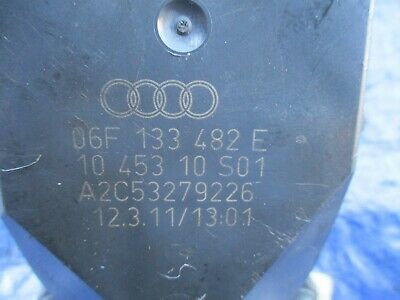 06F 133 482 E
10 453 10 S01
A2C53279226
12.3.11/13:01